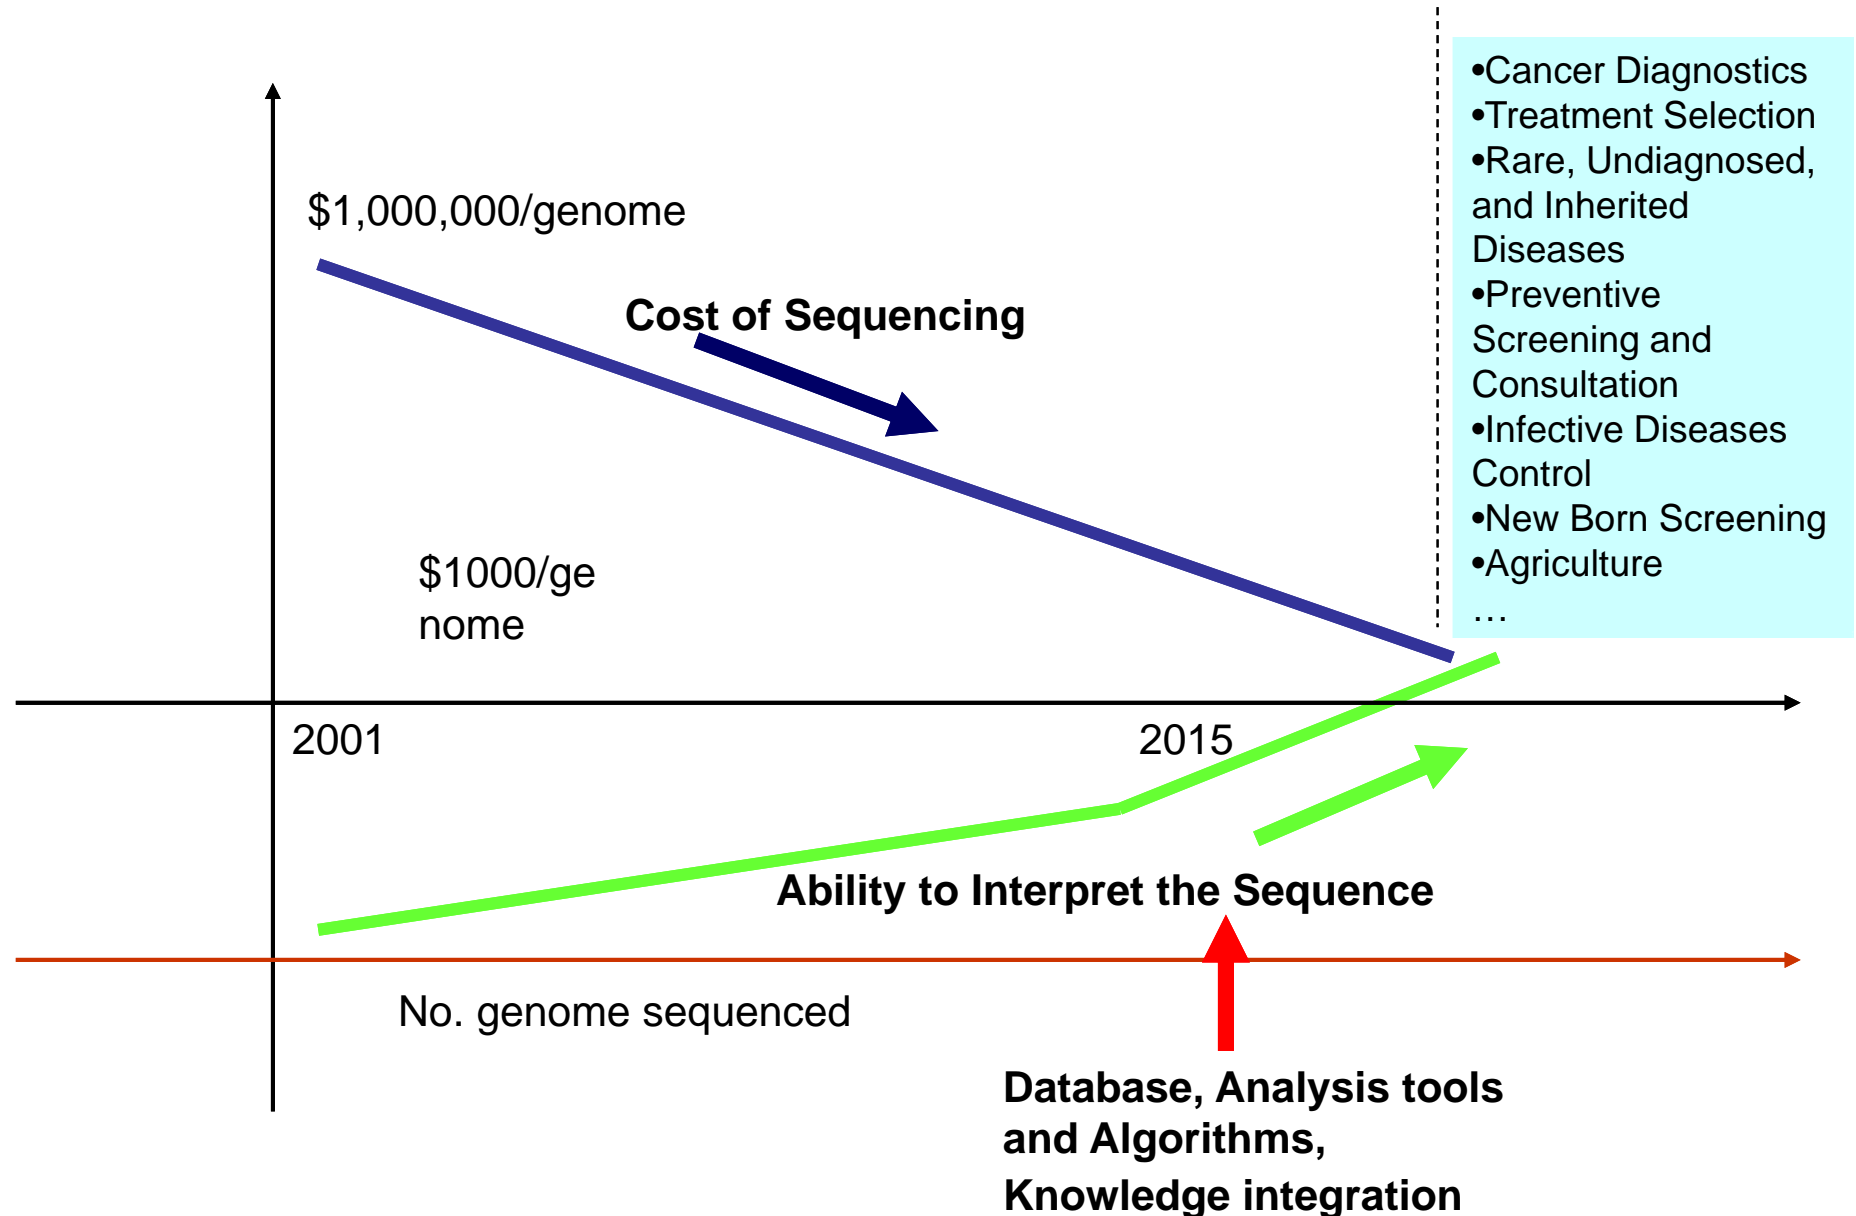 $1,000,000/genome
Cost of Sequencing
$1000/ge
nome
•Cancer Diagnostics
•Treatment Selection
•Rare, Undiagnosed,
and Inherited
Diseases
•Preventive
Screening and
Consultation
•Infective Diseases
Control
•New Born Screening
•Agriculture
…
2001
2015
Ability to Interpret the Sequence
No. genome sequenced
Database, Analysis tools
and Algorithms,
Knowledge integration